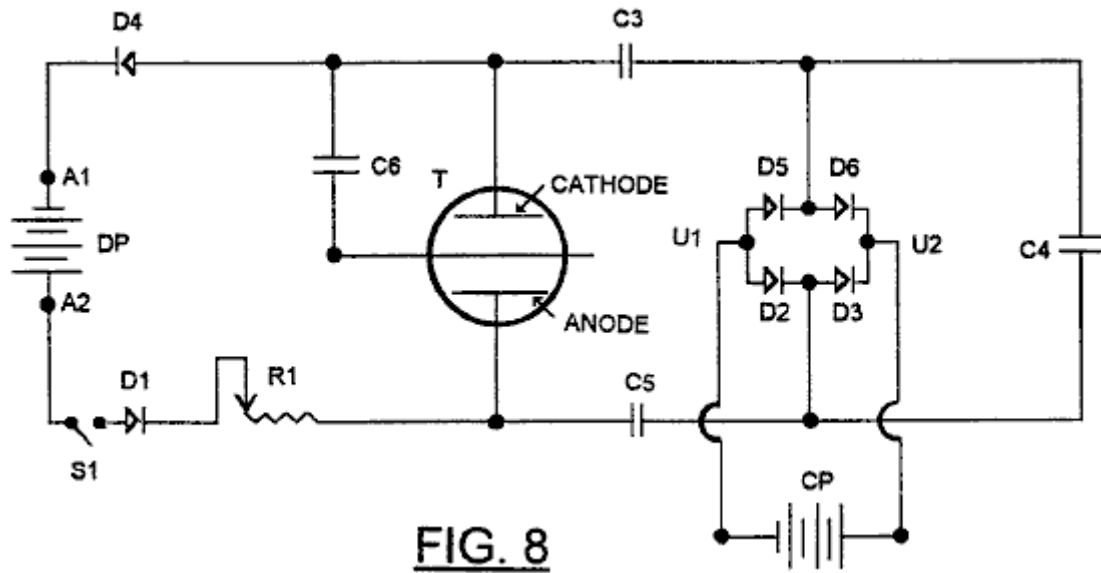 D4
C3
A1
C6
T
CATHODE
D5 D6
DP
U1
U2
C4
A2
ANODE
D2 D3
D1
R1
C5
S1
CP
FIG. 8